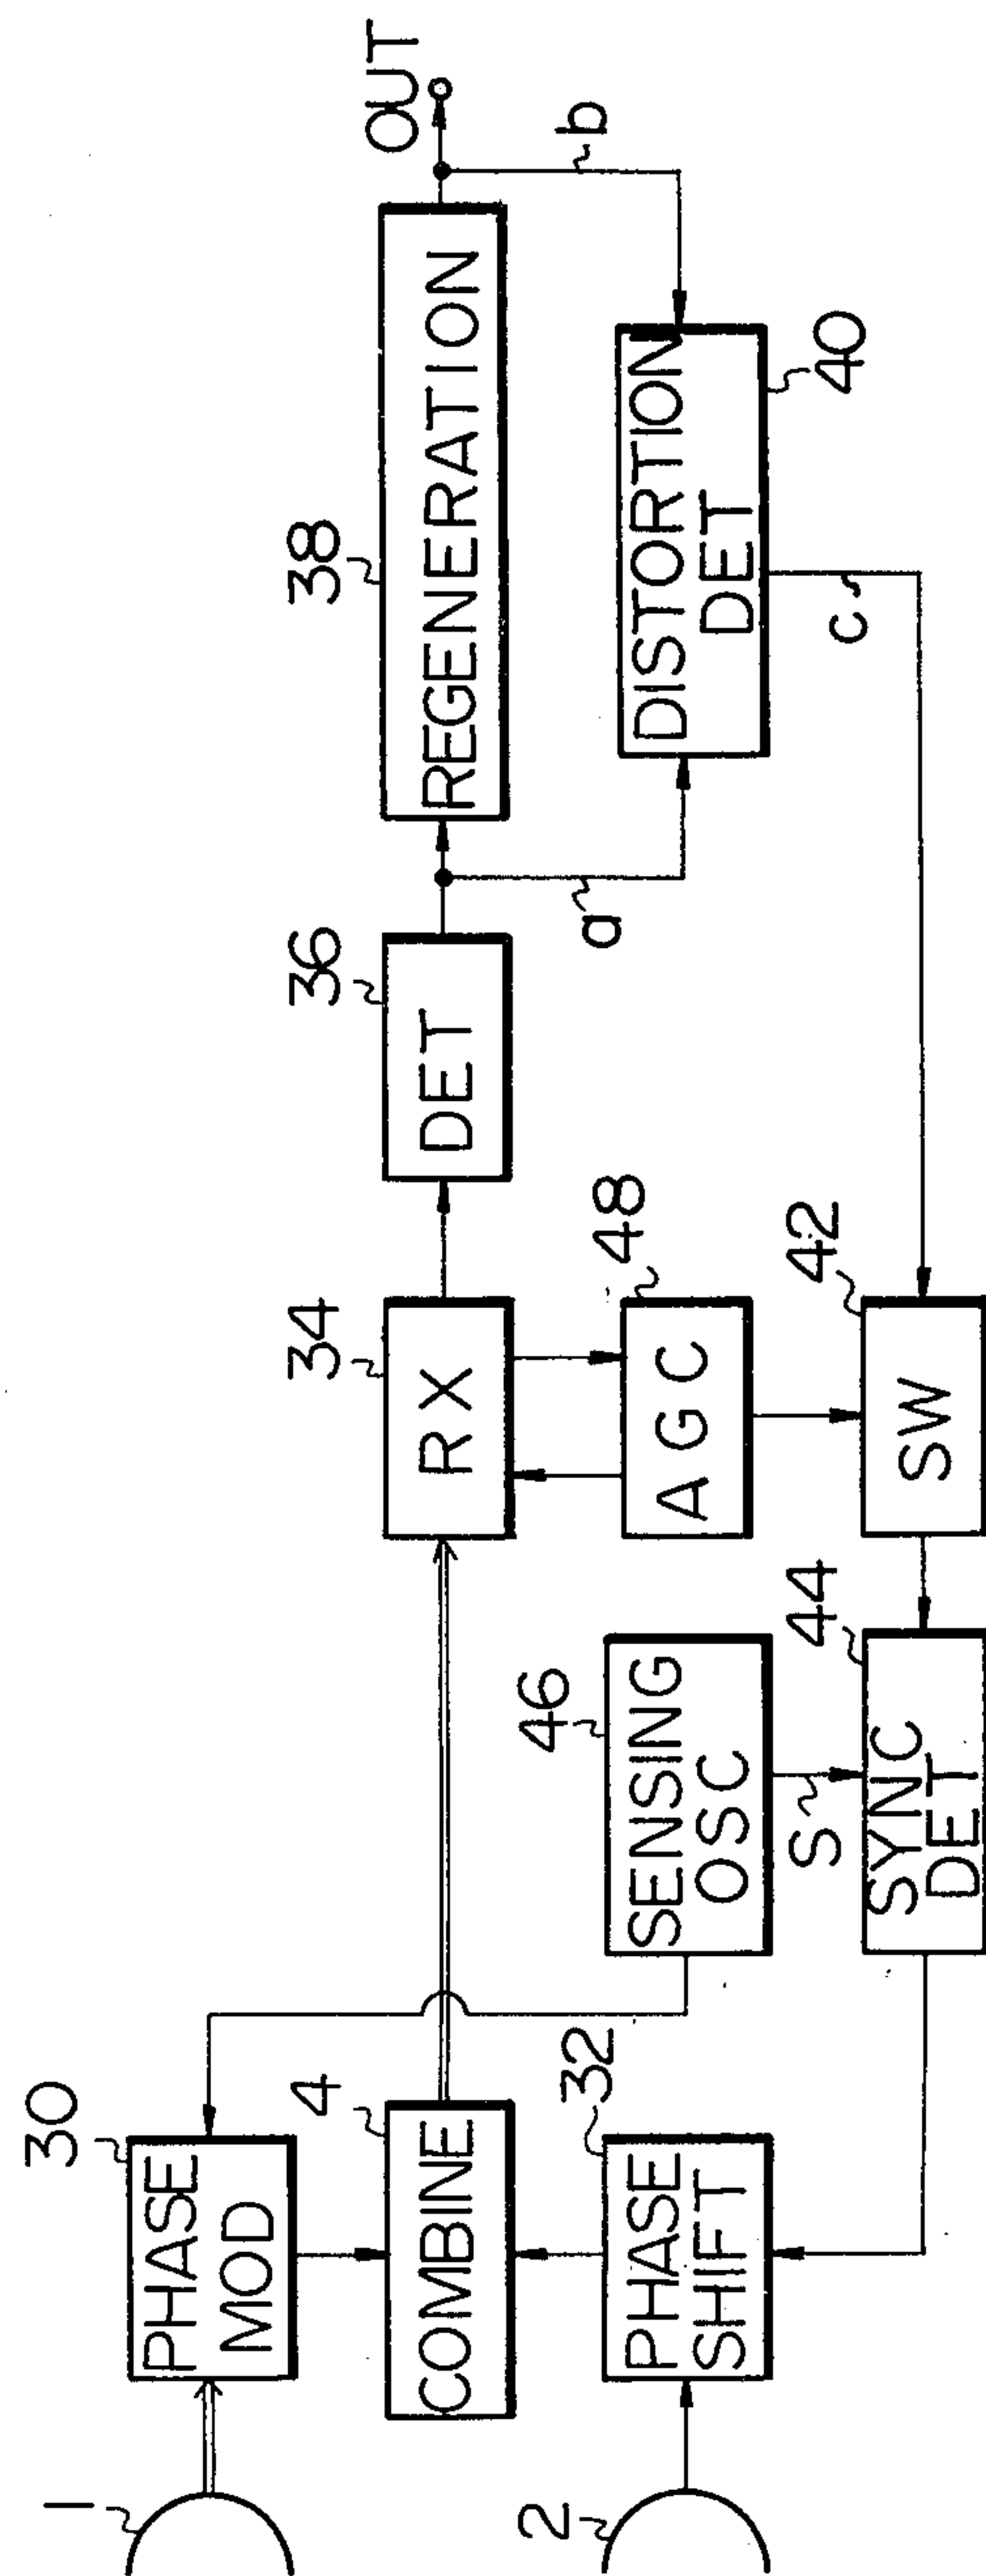 1
30
PHASE
MOD
4
COMBINE
2
32
PHASE
SHIFT
34
RX
36
DET
38
REGENERATION
OUT
a
b
DISTORTION
DET
40
c
48
AGC
42
SW
46
SENSING
OSC
S
44
SYNC
DET